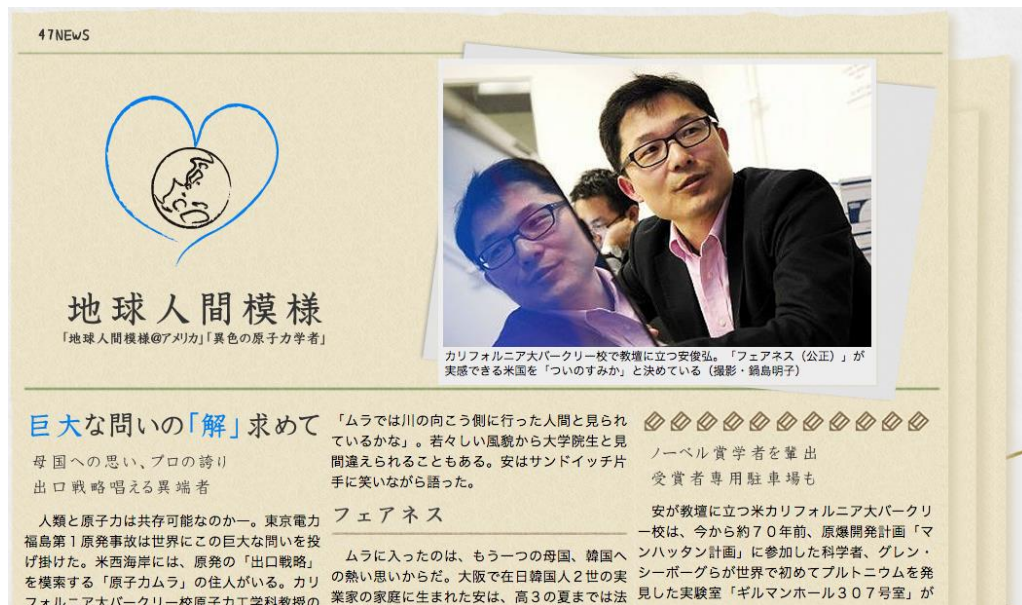 47NEWS
地球人間模様
「地球人間模様@アメリカ」「異色の原子力学者」
カリフォルニア大バークリー校で教壇に立つ安俊弘。「フェアネス（公正）」が
実感できる米国を「ついのすみか」と決めている（撮影・鍋島明子）
巨大な問いの「解」求めて
母国への思い、プロの誇り
出口戦略唱える異端者
人類と原子力は共存可能なのか―。東京電力
福島第１原発事故は世界にこの巨大な問いを投
げ掛けた。米西海岸には、原発の「出口戦略」
を模索する「原子力ムラ」の住人がいる。カリ
フォルニア大バークリー校原子力工学科教授の
「ムラでは川の向こう側に行った人間と見られ
ているかな」。若々しい風貌から大学院生と見
間違えられることもある。安はサンドイッチ片
手に笑いながら語った。
フェアネス
ムラに入ったのは、もう一つの母国、韓国へ
の熱い思いからだ。大阪で在日韓国人２世の実
業家の家庭に生まれた安は、高３の夏までは法
ノーベル賞学者を輩出
受賞者専用駐車場も
安が教壇に立つ米カリフォルニア大バークリ
ー校は、今から約７０年前、原爆開発計画「マ
ンハッタン計画」に参加した科学者、グレン・
シーボーグらが世界で初めてプルトニウムを発
見した実験室「ギルマンホール３０７号室」が